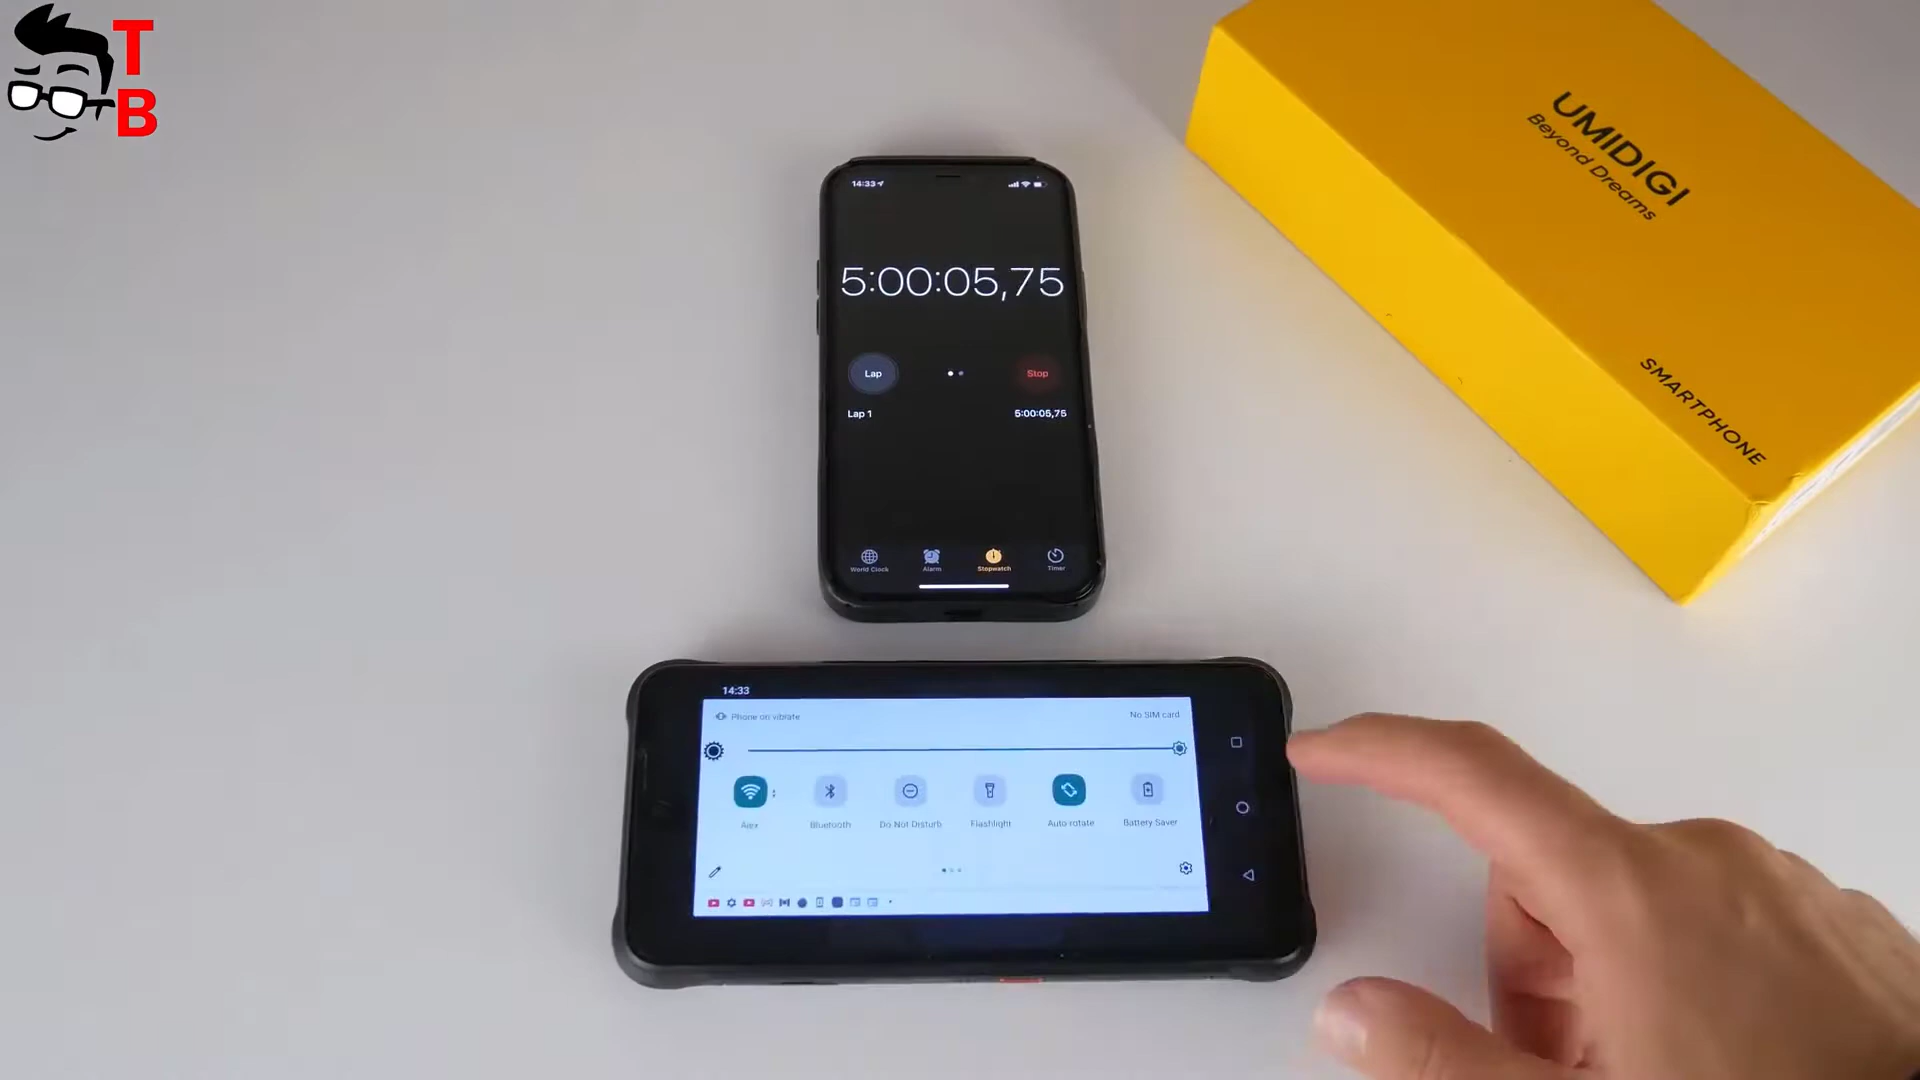 T
B
UMIDIGI
Beyond Dreams
SMARTPHONE
14:33
5:00:05,75
Lap
Stop
Lap 1
5:00:05,75
World Clock
Alarm
Stopwatch
Timer
14:33
Phone on vibrate
No SIM card
Alex
Bluetooth
Do Not Disturb
Flashlight
Auto rotate
Battery Saver